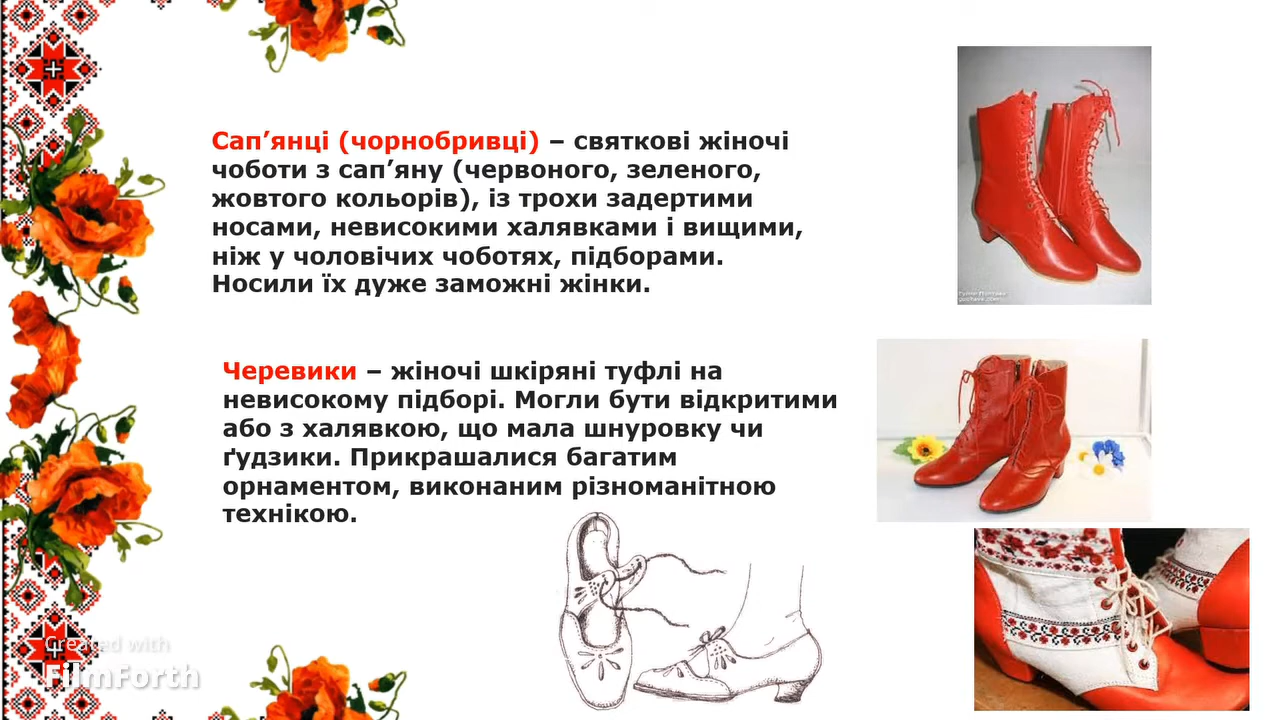 Сап’янці (чорнобривці) – святкові жіночі
чоботи з сап’яну (червоного, зеленого,
жовтого кольорів), із трохи задертими
носами, невисокими халявками і вищими,
ніж у чоловічих чоботях, підборами.
Носили їх дуже заможні жінки.
Черевики – жіночі шкіряні туфлі на
невисокому підборі. Могли бути відкритими
або з халявкою, що мала шнуровку чи
ґудзики. Прикрашалися багатим
орнаментом, виконаним різноманітною
технікою.
Created with
FilmForth